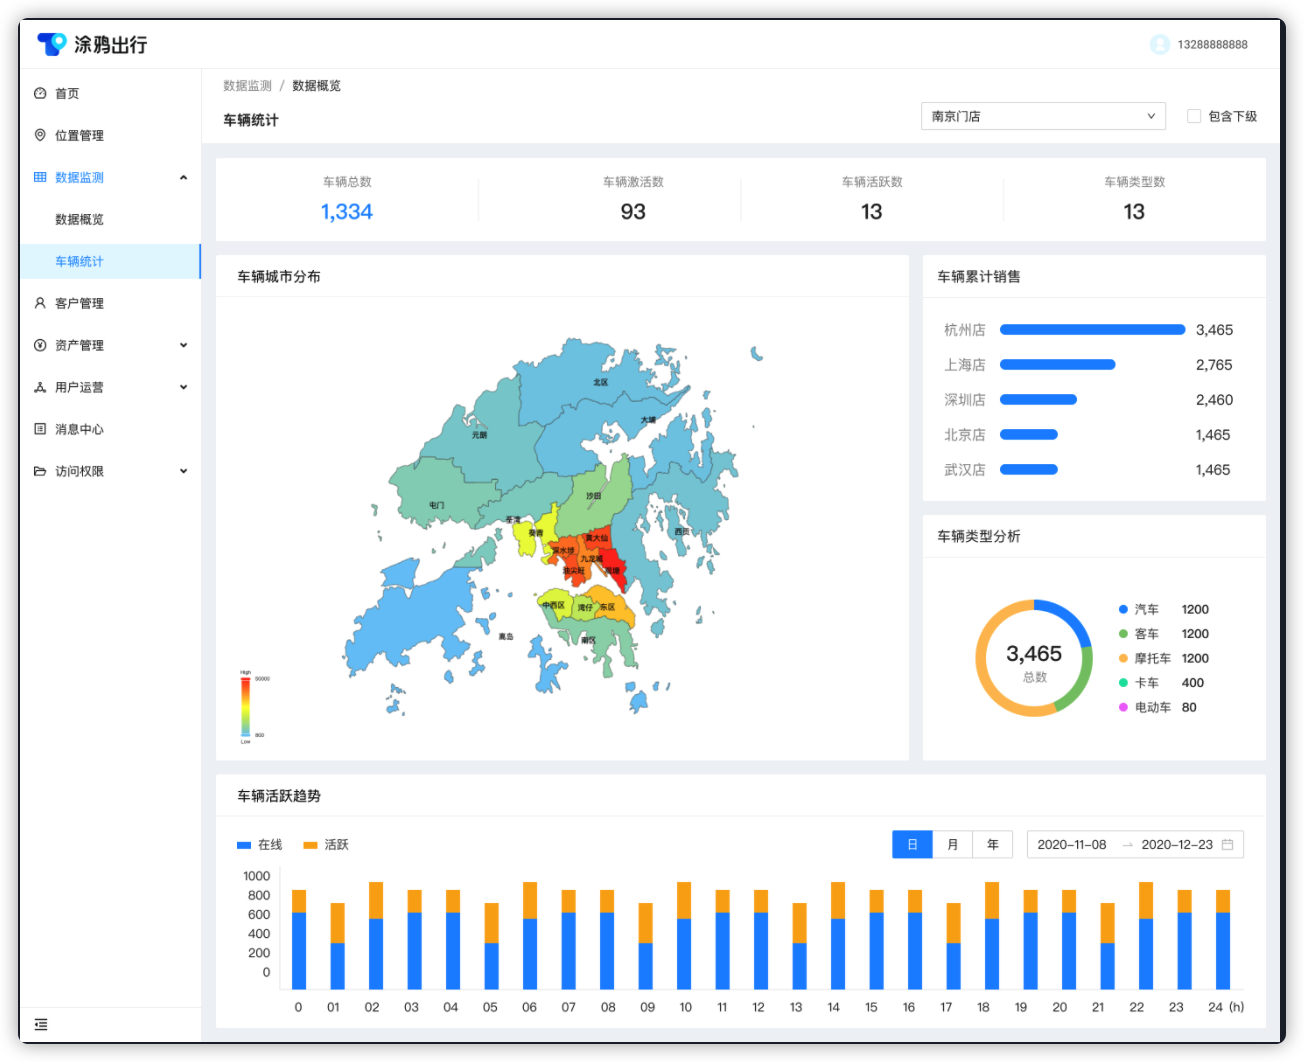 涂鸦出行
13288888888
首页
位置管理
数据监测
数据概览
车辆统计
客户管理
资产管理
用户运营
消息中心
访问权限
数据监测 / 数据概览
车辆统计
南京门店
包含下级
车辆总数
1,334
车辆激活数
93
车辆活跃数
13
车辆类型数
13
车辆城市分布
北区
大埔
元朗
屯门
沙田
荃湾
葵青
黄大仙
深水埗
九龙城
油尖旺
观塘
西贡
中西区
湾仔
东区
南区
离岛
High
50000
800
Low
车辆累计销售
杭州店 3,465
上海店 2,765
深圳店 2,460
北京店 1,465
武汉店 1,465
车辆类型分析
3,465
总数
汽车 1200
客车 1200
摩托车 1200
卡车 400
电动车 80
车辆活跃趋势
在线 活跃
日 月 年
2020-11-08 → 2020-12-23
1000
800
600
400
200
0
0 01 02 03 04 05 06 07 08 09 10 11 12 13 14 15 16 17 18 19 20 21 22 23 24 (h)